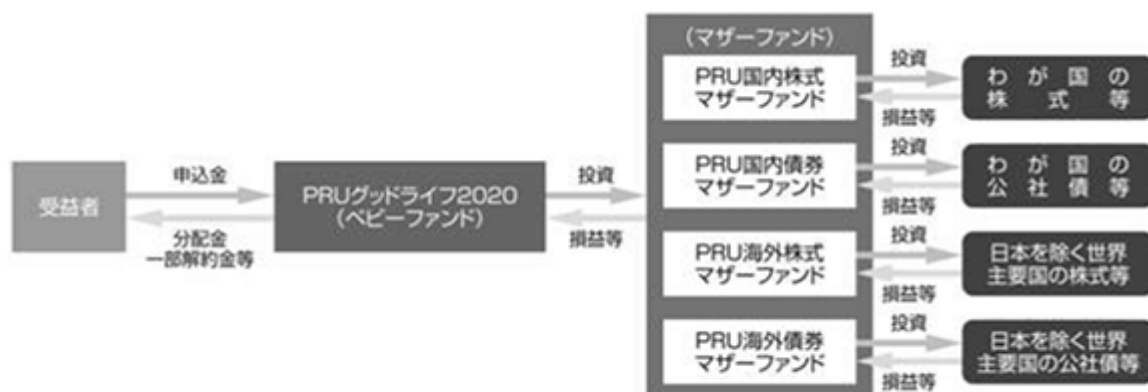 受益者
申込金
分配金
一部解約金等
PRUグッドライフ2020
(ベビーファンド)
投資
損益等
(マザーファンド)
PRU国内株式
マザーファンド
投資
損益等
わが国の
株式等
PRU国内債券
マザーファンド
投資
損益等
わが国の
公社債等
PRU海外株式
マザーファンド
投資
損益等
日本を除く世界
主要国の株式等
PRU海外債券
マザーファンド
投資
損益等
日本を除く世界
主要国の公社債等